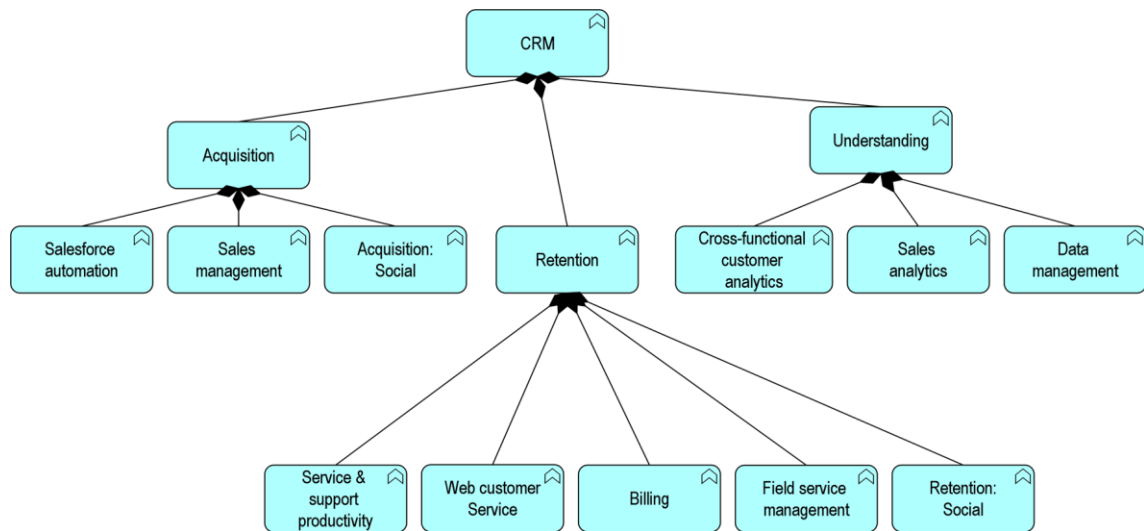 CRM
Acquisition
Understanding
Salesforce
automation
Sales
management
Acquisition:
Social
Retention
Cross-functional
customer
analytics
Sales
analytics
Data
management
Service &
support
productivity
Web customer
Service
Billing
Field service
management
Retention:
Social